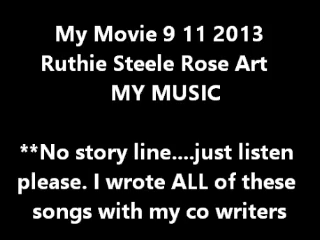 My Movie 9 11 2013
Ruthie Steele Rose Art
MY MUSIC
**No story line....just listen
please. I wrote ALL of these
songs with my co writers